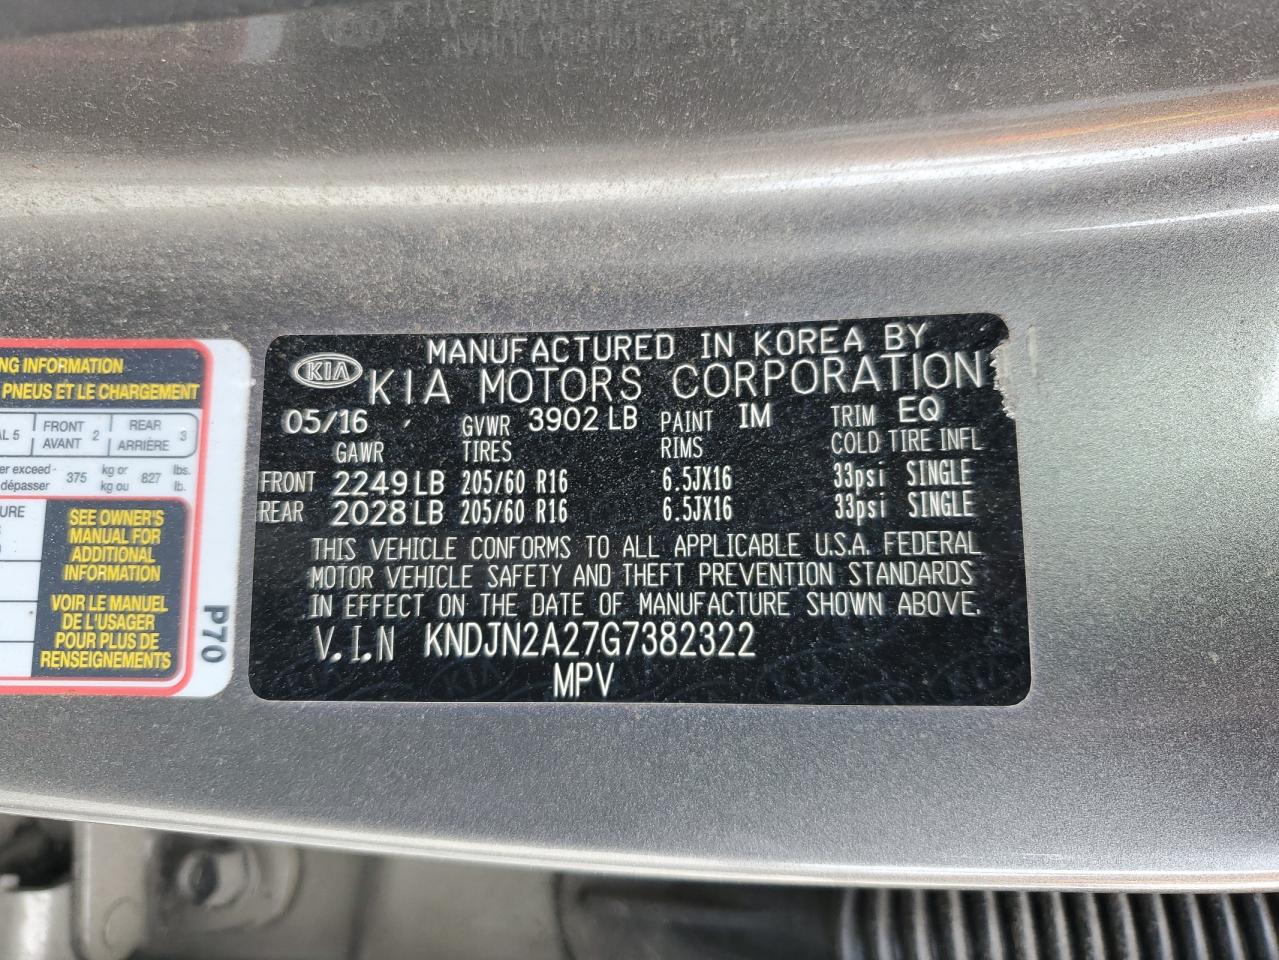 MANUFACTURED IN KOREA BY
KIA
KIA MOTORS CORPORATION
05/16 GVWR 3902 LB PAINT IM TRIM EQ
GAWR TIRES RIMS COLD TIRE INFL
FRONT 2249 LB 205/60 R16 6.5JX16 33psi SINGLE
REAR 2028 LB 205/60 R16 6.5JX16 33psi SINGLE
THIS VEHICLE CONFORMS TO ALL APPLICABLE U.S.A. FEDERAL
MOTOR VEHICLE SAFETY AND THEFT PREVENTION STANDARDS
IN EFFECT ON THE DATE OF MANUFACTURE SHOWN ABOVE.
V.I.N KNDJN2A27G7382322
MPV
INFORMATION
PNEUS ET LE CHARGEMENT
5 FRONT 2 REAR 3
AVANT ARRIÈRE
exceed- 375 kg or 827 lbs.
dépasser kg ou lb.
SEE OWNER'S
MANUAL FOR
ADDITIONAL
INFORMATION
VOIR LE MANUEL
DE L'USAGER
POUR PLUS DE
RENSEIGNEMENTS
P70